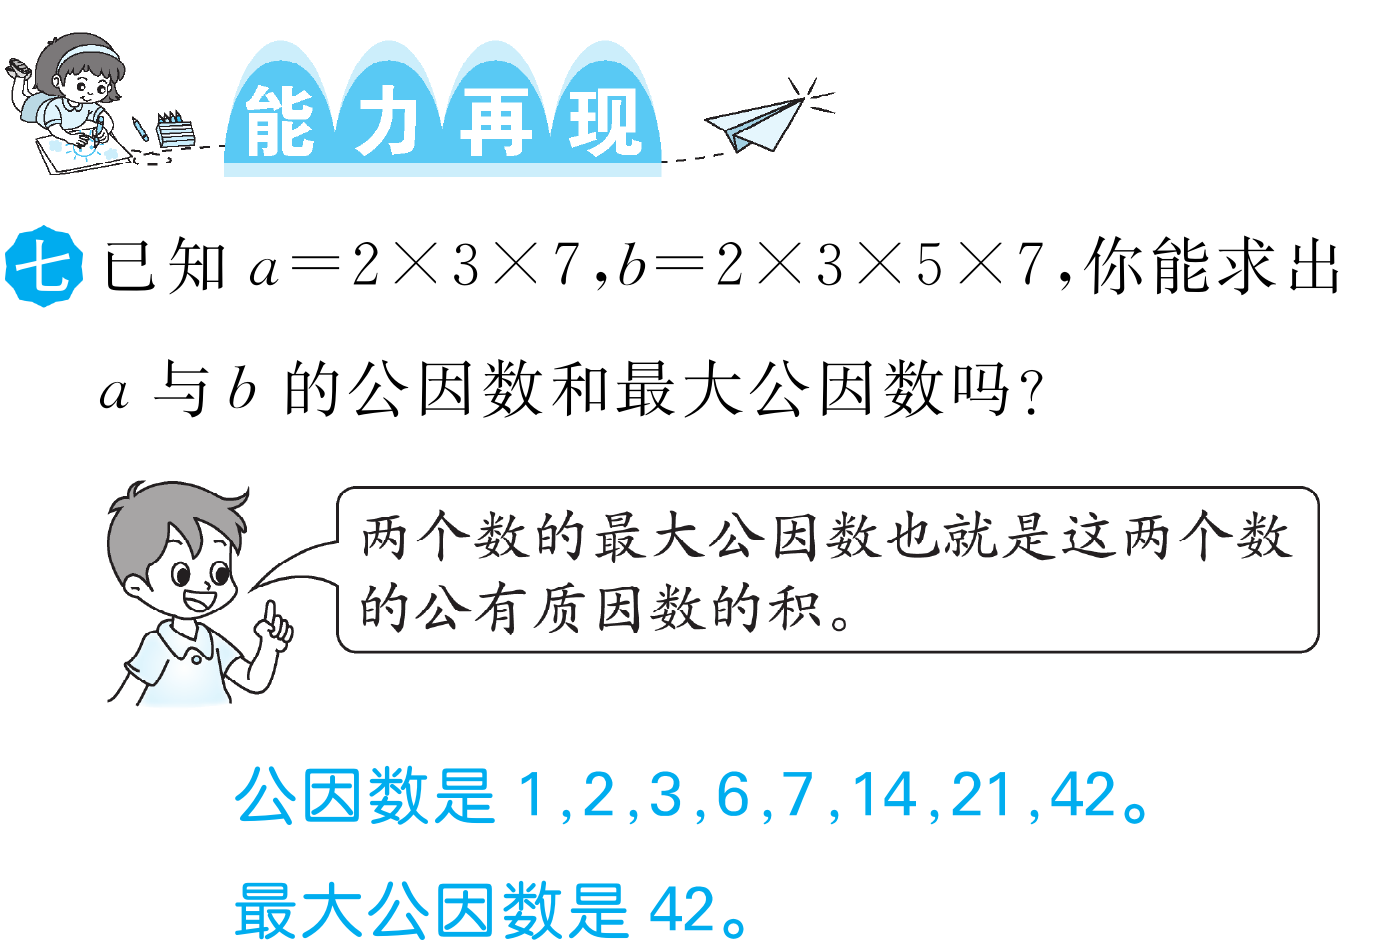 能力再现
七 已知 a=2×3×7,b=2×3×5×7,你能求出
a 与 b 的公因数和最大公因数吗?
两个数的最大公因数也就是这两个数
的公有质因数的积。
公因数是 1,2,3,6,7,14,21,42。
最大公因数是 42。